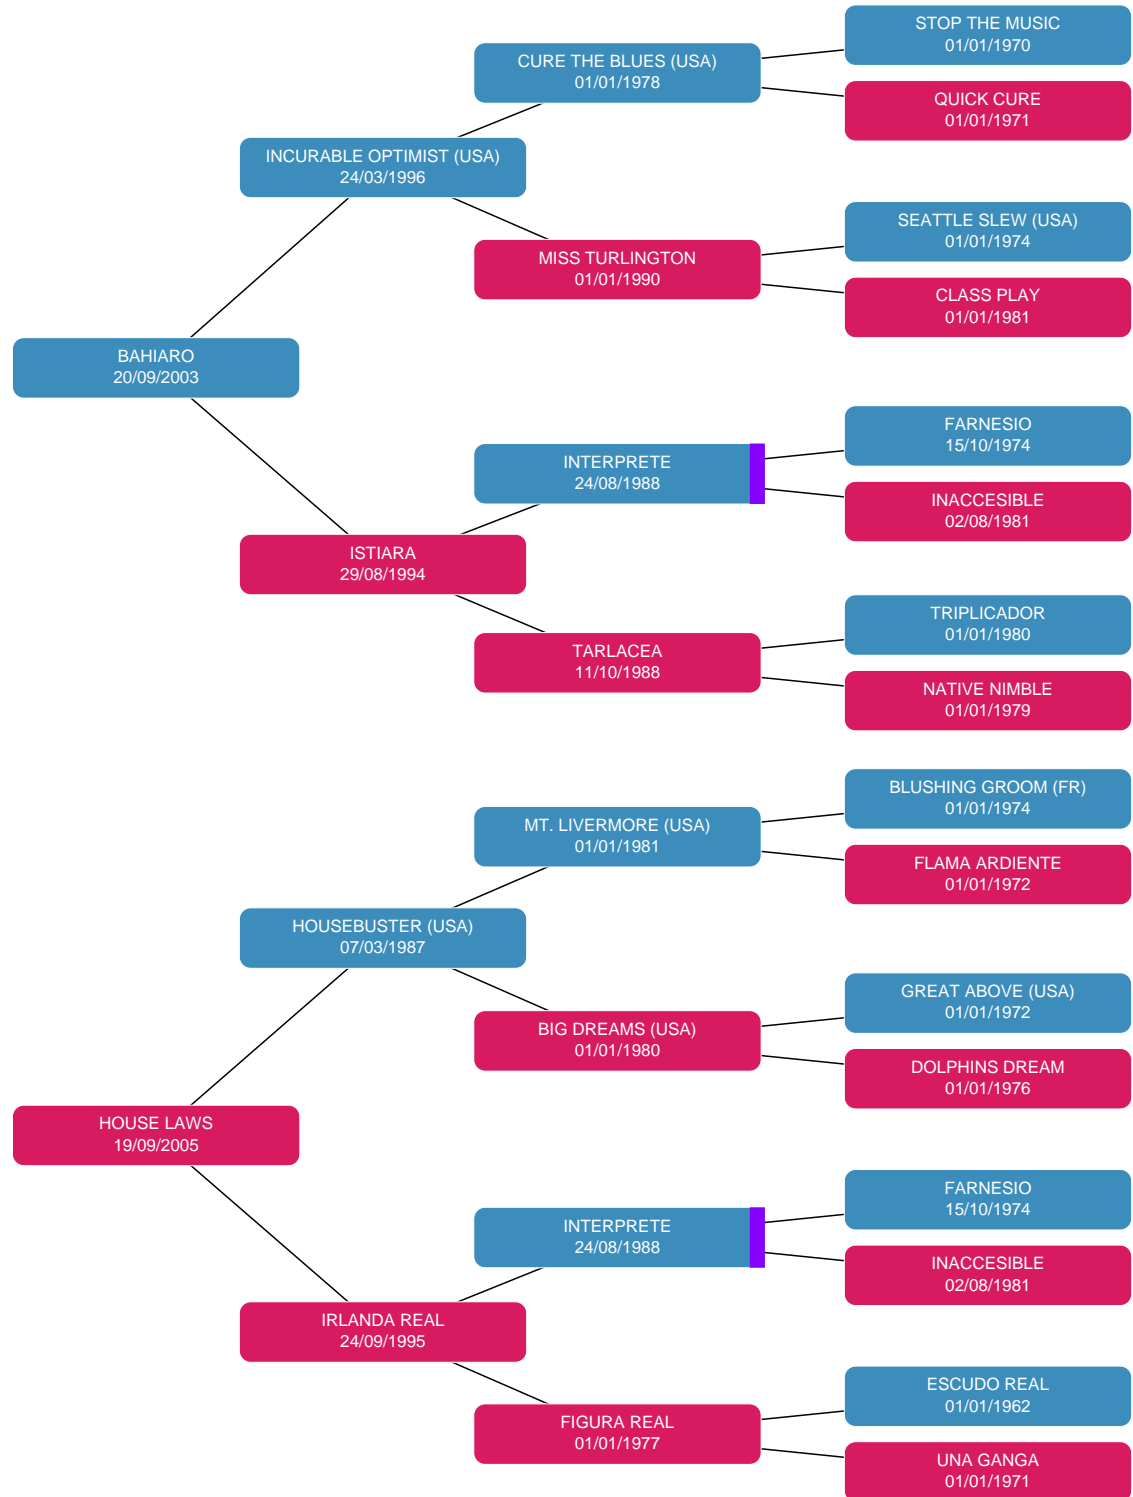 STOP THE MUSIC
01/01/1970
CURE THE BLUES (USA)
01/01/1978
QUICK CURE
01/01/1971
INCURABLE OPTIMIST (USA)
24/03/1996
SEATTLE SLEW (USA)
01/01/1974
MISS TURLINGTON
01/01/1990
CLASS PLAY
01/01/1981
BAHIARO
20/09/2003
FARNESIO
15/10/1974
INTERPRETE
24/08/1988
INACCESIBLE
02/08/1981
ISTIARA
29/08/1994
TRIPLICADOR
01/01/1980
TARLACEA
11/10/1988
NATIVE NIMBLE
01/01/1979
BLUSHING GROOM (FR)
01/01/1974
MT. LIVERMORE (USA)
01/01/1981
FLAMA ARDIENTE
01/01/1972
HOUSEBUSTER (USA)
07/03/1987
GREAT ABOVE (USA)
01/01/1972
BIG DREAMS (USA)
01/01/1980
DOLPHINS DREAM
01/01/1976
HOUSE LAWS
19/09/2005
FARNESIO
15/10/1974
INTERPRETE
24/08/1988
INACCESIBLE
02/08/1981
IRLANDA REAL
24/09/1995
ESCUDO REAL
01/01/1962
FIGURA REAL
01/01/1977
UNA GANGA
01/01/1971